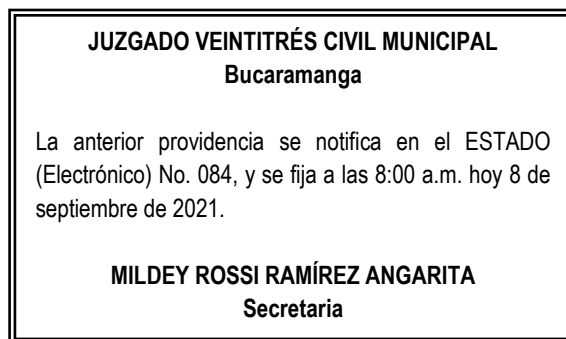 JUZGADO VEINTITRÉS CIVIL MUNICIPAL
Bucaramanga
La anterior providencia se notifica en el ESTADO
(Electrónico) No. 084, y se fija a las 8:00 a.m. hoy 8 de
septiembre de 2021.
MILDEY ROSSI RAMÍREZ ANGARITA
Secretaria